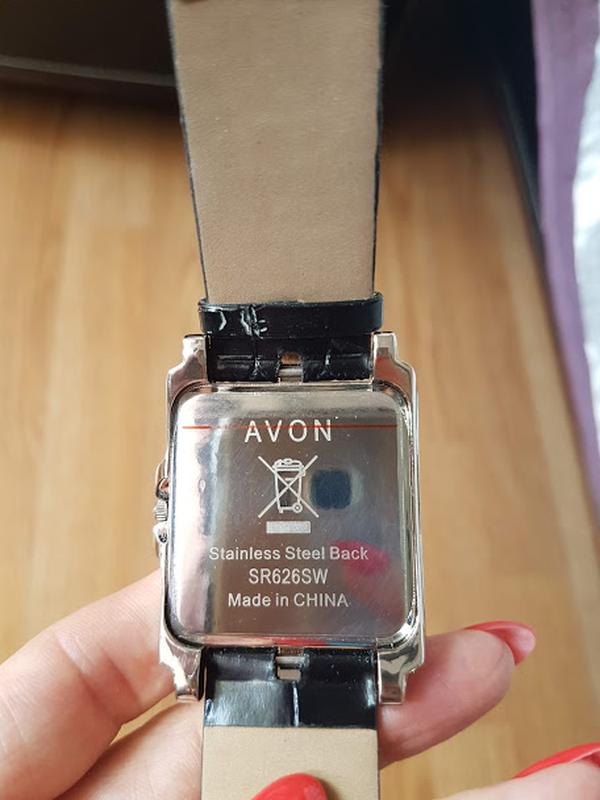 AVON
Stainless Steel Back
SR626SW
Made in CHINA